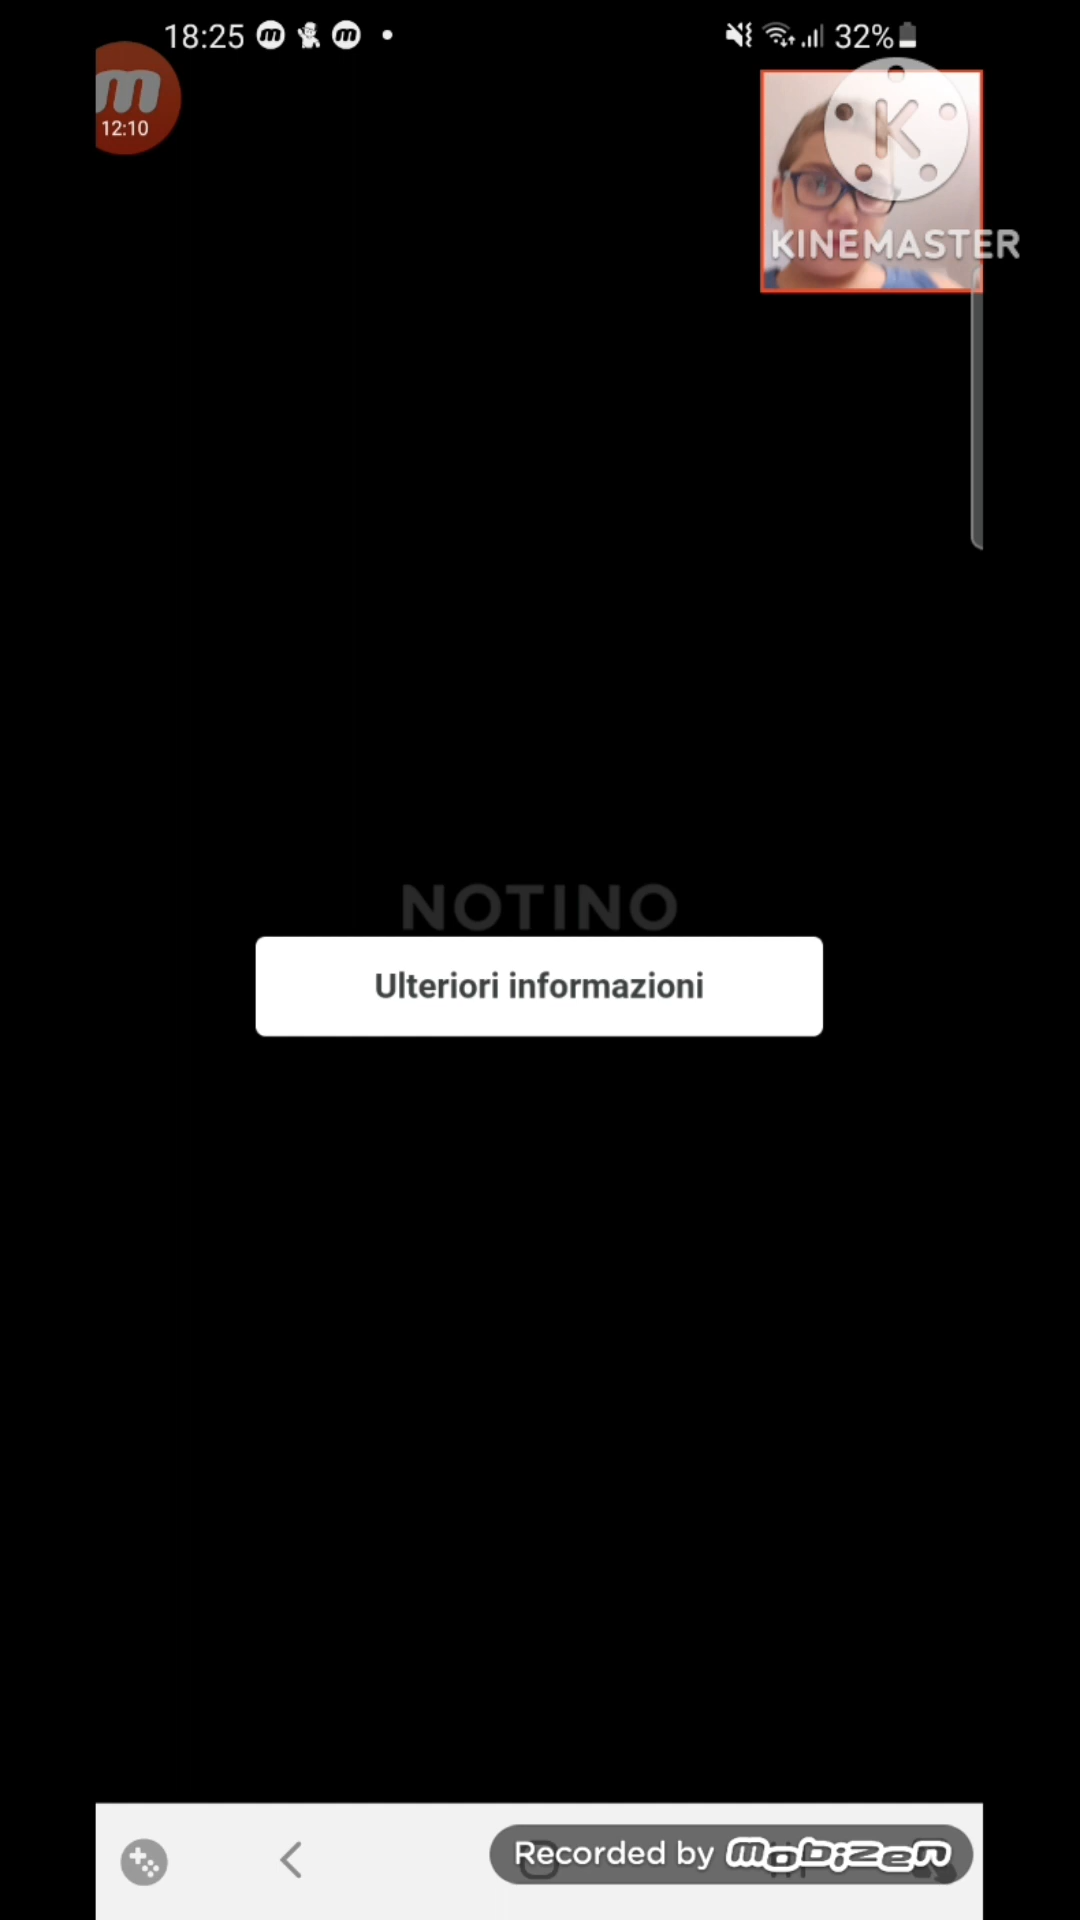 18:25
32%
m
12:10
K
KINEMASTER
NOTINO
Ulteriori informazioni
Recorded by mobizen